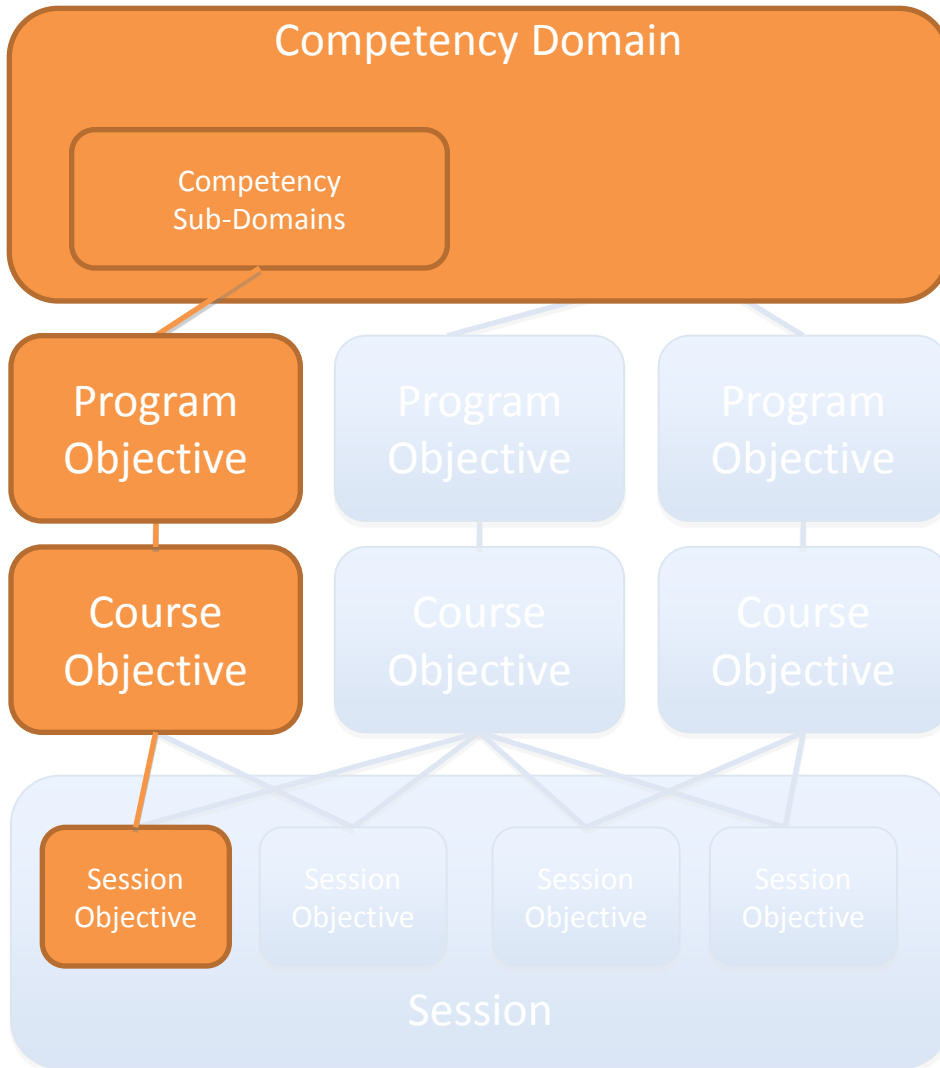 Competency Domain
Competency
Sub-Domains
Program
Objective
Program
Objective
Program
Objective
Course
Objective
Course
Objective
Course
Objective
Session
Objective
Session
Objective
Session
Objective
Session
Objective
Session